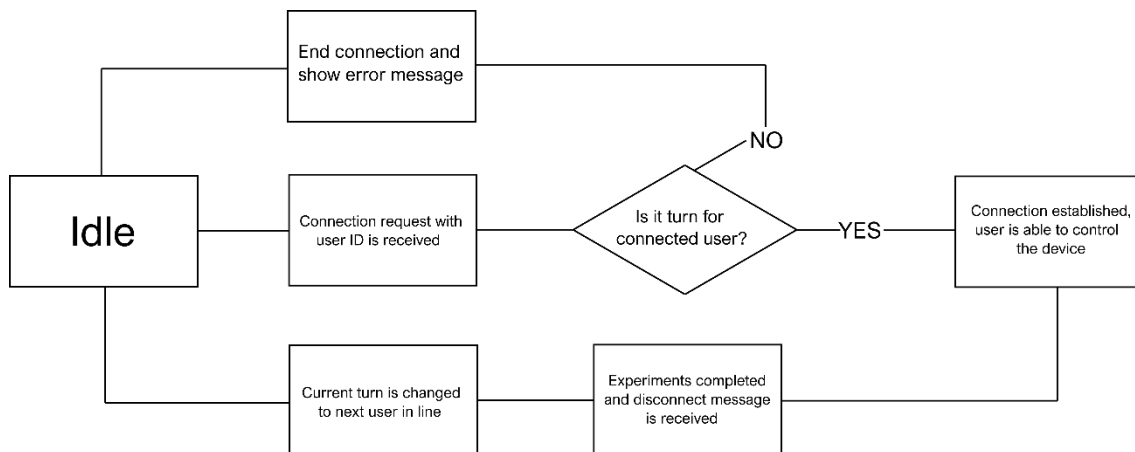 End connection and
show error message
NO
Idle
Connection request with
user ID is received
Is it turn for
connected user?
YES
Connection established,
user is able to control
the device
Current turn is changed
to next user in line
Experiments completed
and disconnect message
is received